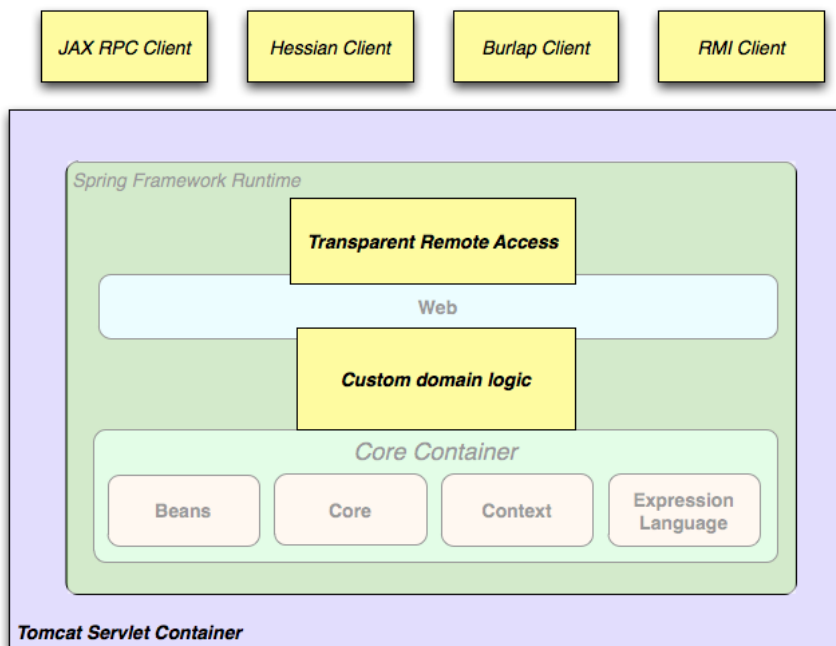 JAX RPC Client
Hessian Client
Burlap Client
RMI Client
Spring Framework Runtime
Transparent Remote Access
Web
Custom domain logic
Core Container
Beans
Core
Context
Expression
Language
Tomcat Servlet Container